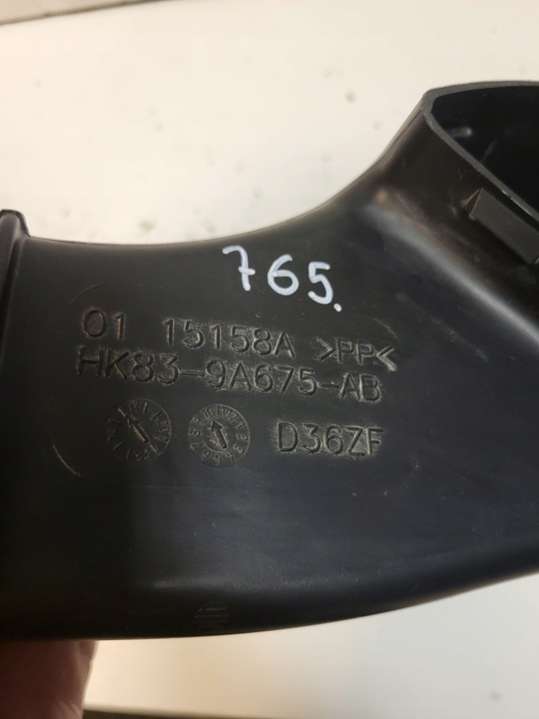 765.
01 15158A >PP<
HK83-9A675-AB
D36ZF